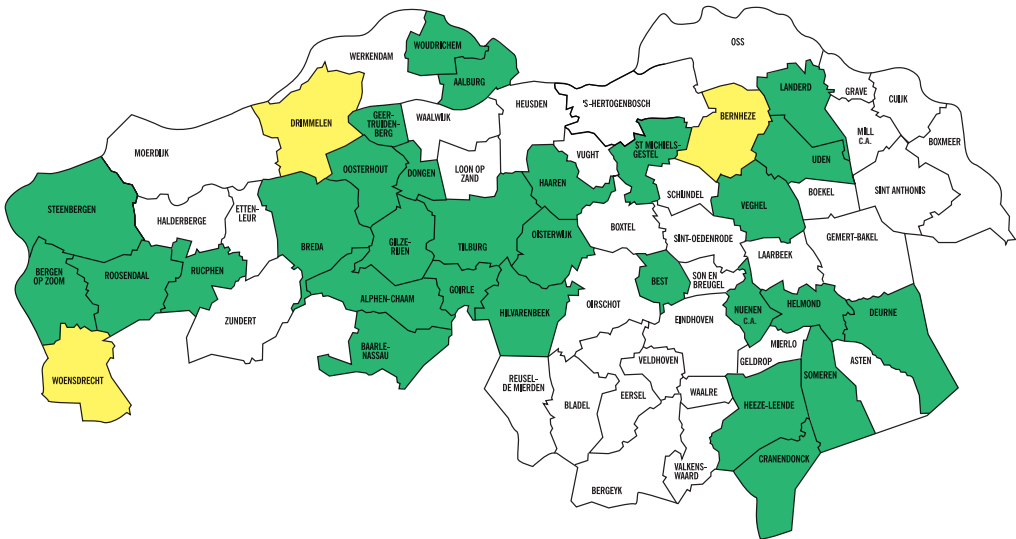 OSS
WOUDRICHEM
WERKENDAM
AALBURG
LANDERD
GRAVE
CUIJK
HEUSDEN
'S-HERTOGENBOSCH
BERNHEZE
GEER-
TRUIDEN-
BERG
WAALWIJK
DRIMMELEN
MILL
C.A.
BOXMEER
MOERDIJK
ST MICHIELS-
GESTEL
VUGHT
UDEN
OOSTERHOUT
DONGEN
LOON OP
ZAND
HAAREN
SINT ANTHONIS
BOEKEL
SCHIJNDEL
STEENBERGEN
HALDERBERGE
ETTEN-
LEUR
VEGHEL
BOXTEL
SINT-OEDENRODE
GEMERT-BAKEL
BREDA
GILZE-
RIJEN
TILBURG
OISTERWIJK
LAARBEEK
BERGEN
OP ZOOM
ROOSENDAAL
RUCPHEN
SON EN
BREUGEL
BEST
ALPHEN-CHAAM
GOIRLE
OIRSCHOT
HILVARENBEEK
NUENEN
C.A.
HELMOND
DEURNE
ZUNDERT
EINDHOVEN
BAARLE-
NASSAU
MIERLO
GELDROP
VELDHOVEN
ASTEN
WOENSDRECHT
REUSEL-
DE MIERDEN
SOMEREN
WAALRE
EERSEL
BLADEL
HEEZE-LEENDE
CRANENDONCK
VALKENS-
WAARD
BERGEYK